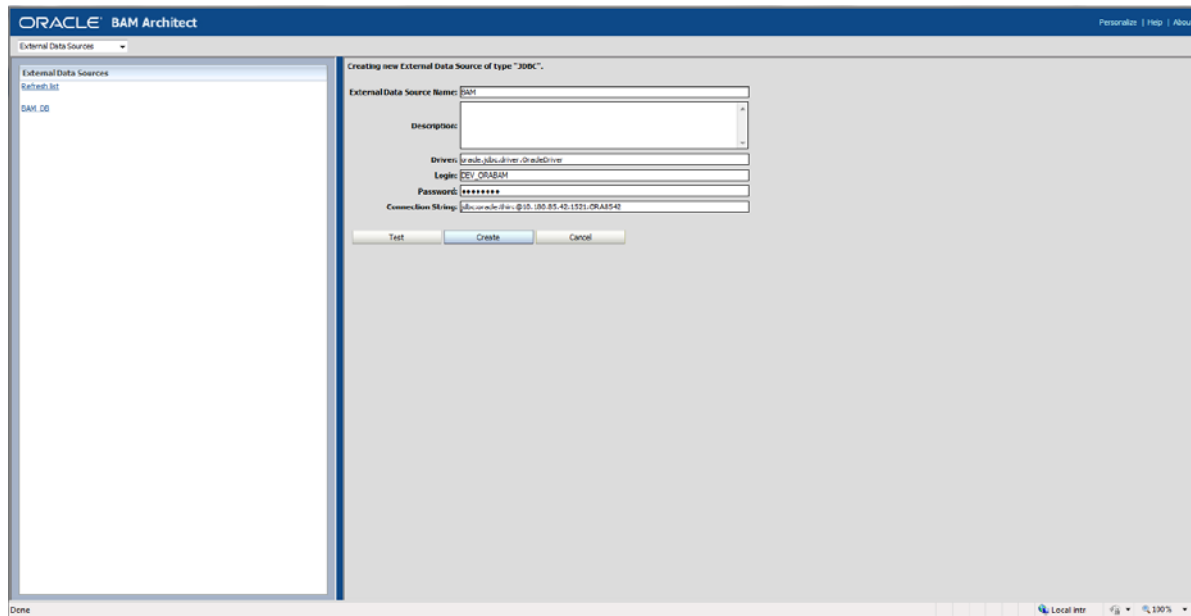 ORACLE BAM Architect
Personalize | Help | Abou
External Data Sources
External Data Sources
Refresh list
BAM_DB
Creating new External Data Source of type "JDBC".
External Data Source Name: BAM
Description:
Driver: oracle.jdbc.driver.OracleDriver
Login: DEV_ORABAM
Password: ••••••••
Connection String: jdbc:oracle:thin:@10.180.85.42:1521:ORA8542
Test Create Cancel
Done
Local intr
100%